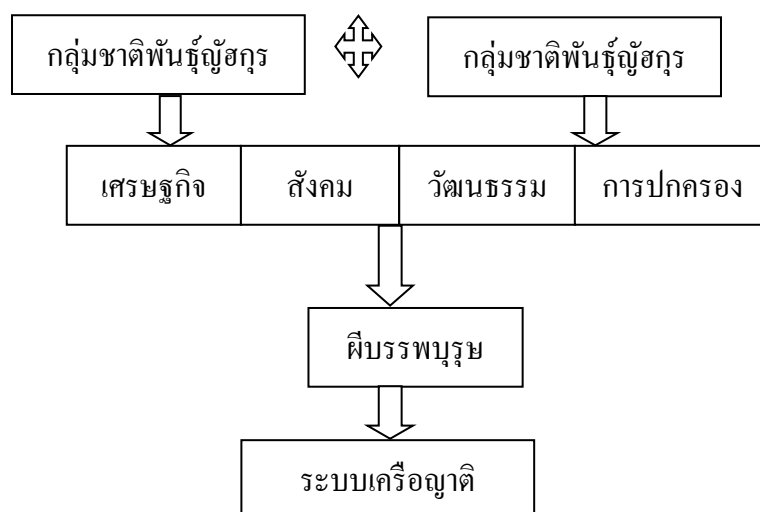 กลุ่มชาติพันธุ์ญัฮกุร กลุ่มชาติพันธุ์ญัฮกุร
เศรษฐกิจ สังคม วัฒนธรรม การปกครอง
ผีบรรพบุรุษ
ระบบเครือญาติ